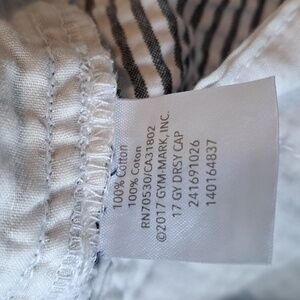 100% Cotton
100% Coton
RN70530/CA31802
©2017 GYM-MARK, INC.
17 GY DRSY CAP
241691026
140164837